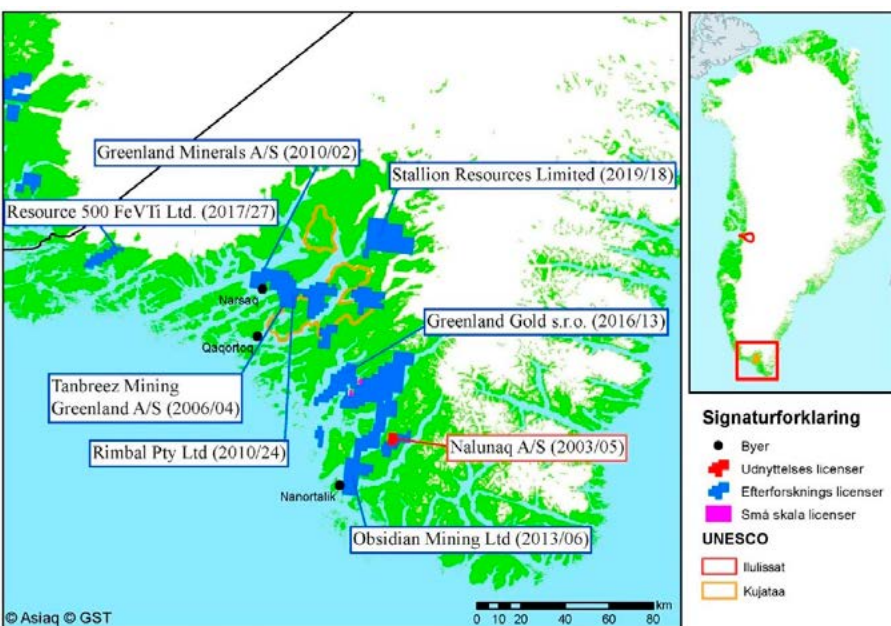 Greenland Minerals A/S (2010/02)
Stallion Resources Limited (2019/18)
Resource 500 FeVTi Ltd. (2017/27)
Narsaq
Qaqortoq
Greenland Gold s.r.o. (2016/13)
Tanbreez Mining
Greenland A/S (2006/04)
Rimbal Pty Ltd (2010/24)
Nalunaq A/S (2003/05)
Nanortalik
Obsidian Mining Ltd (2013/06)
© Asiaq © GST
km
0 10 20 40 60 80
Signaturforklaring
Byer
Udnyttelses licenser
Efterforsknings licenser
Små skala licenser
UNESCO
Ilulissat
Kujataa